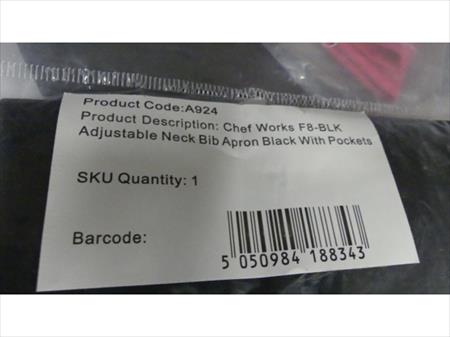 Product Code:A924
Product Description: Chef Works F8-BLK
Adjustable Neck Bib Apron Black With Pockets
SKU Quantity: 1
Barcode:
5 050984 188343